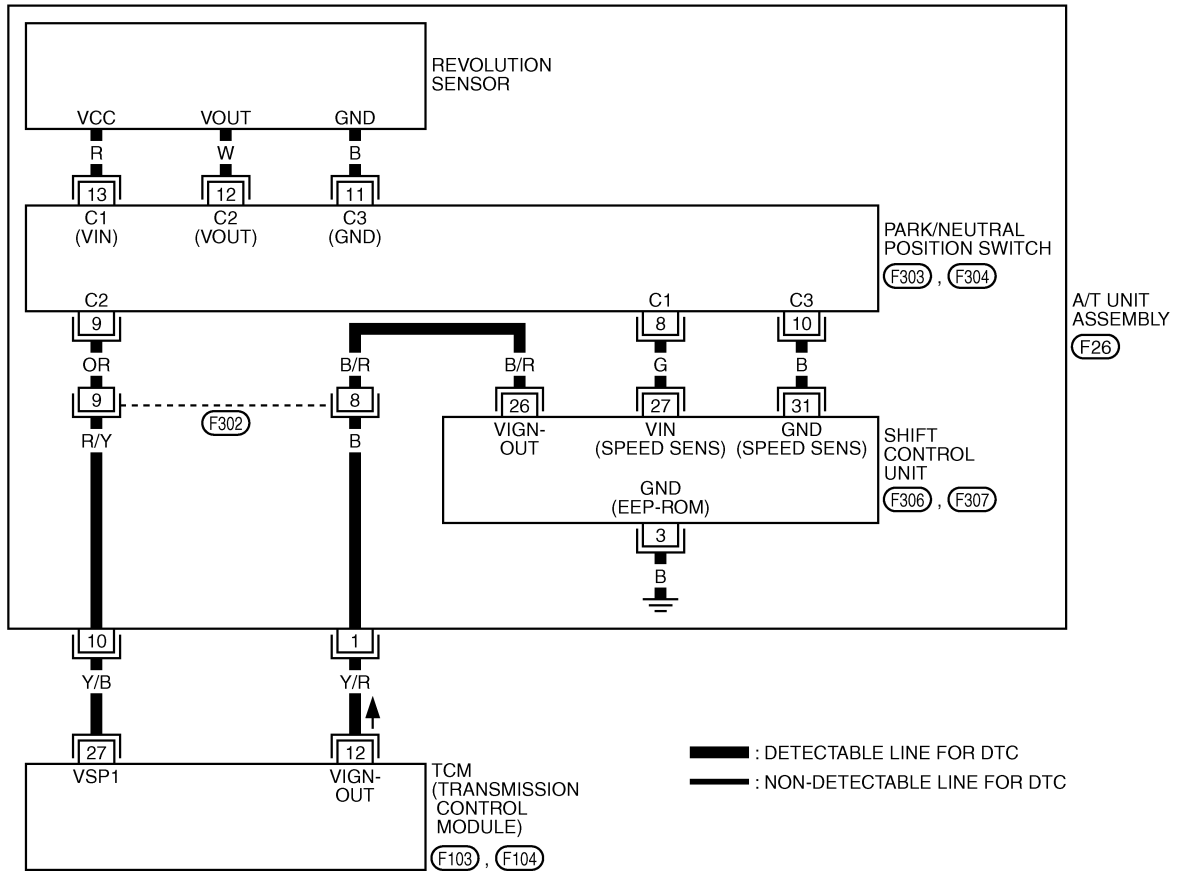 REVOLUTION
SENSOR
VCC VOUT GND
R W B
13 12 11
C1 C2 C3
(VIN) (VOUT) (GND)
PARK/NEUTRAL
POSITION SWITCH
F303 , F304
C2 C1 C3
9 8 10
A/T UNIT
ASSEMBLY
F26
OR B/R B/R G B
9 8 26 27 31
F302
VIGN- VIN GND
OUT (SPEED SENS) (SPEED SENS)
R/Y B
SHIFT
CONTROL
UNIT
F306 , F307
GND
(EEP-ROM)
3
B
10 1
Y/B Y/R
27 12
VSP1 VIGN-
OUT
TCM
(TRANSMISSION
CONTROL
MODULE)
F103 , F104
: DETECTABLE LINE FOR DTC
: NON-DETECTABLE LINE FOR DTC